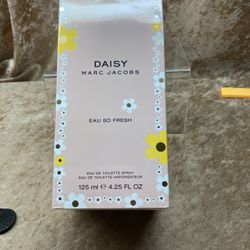 DAISY
MARC JACOBS
EAU SO FRESH
EAU DE TOILETTE SPRAY
EAU DE TOILETTE VAPORISATEUR
125 ml e 4.25 FL OZ